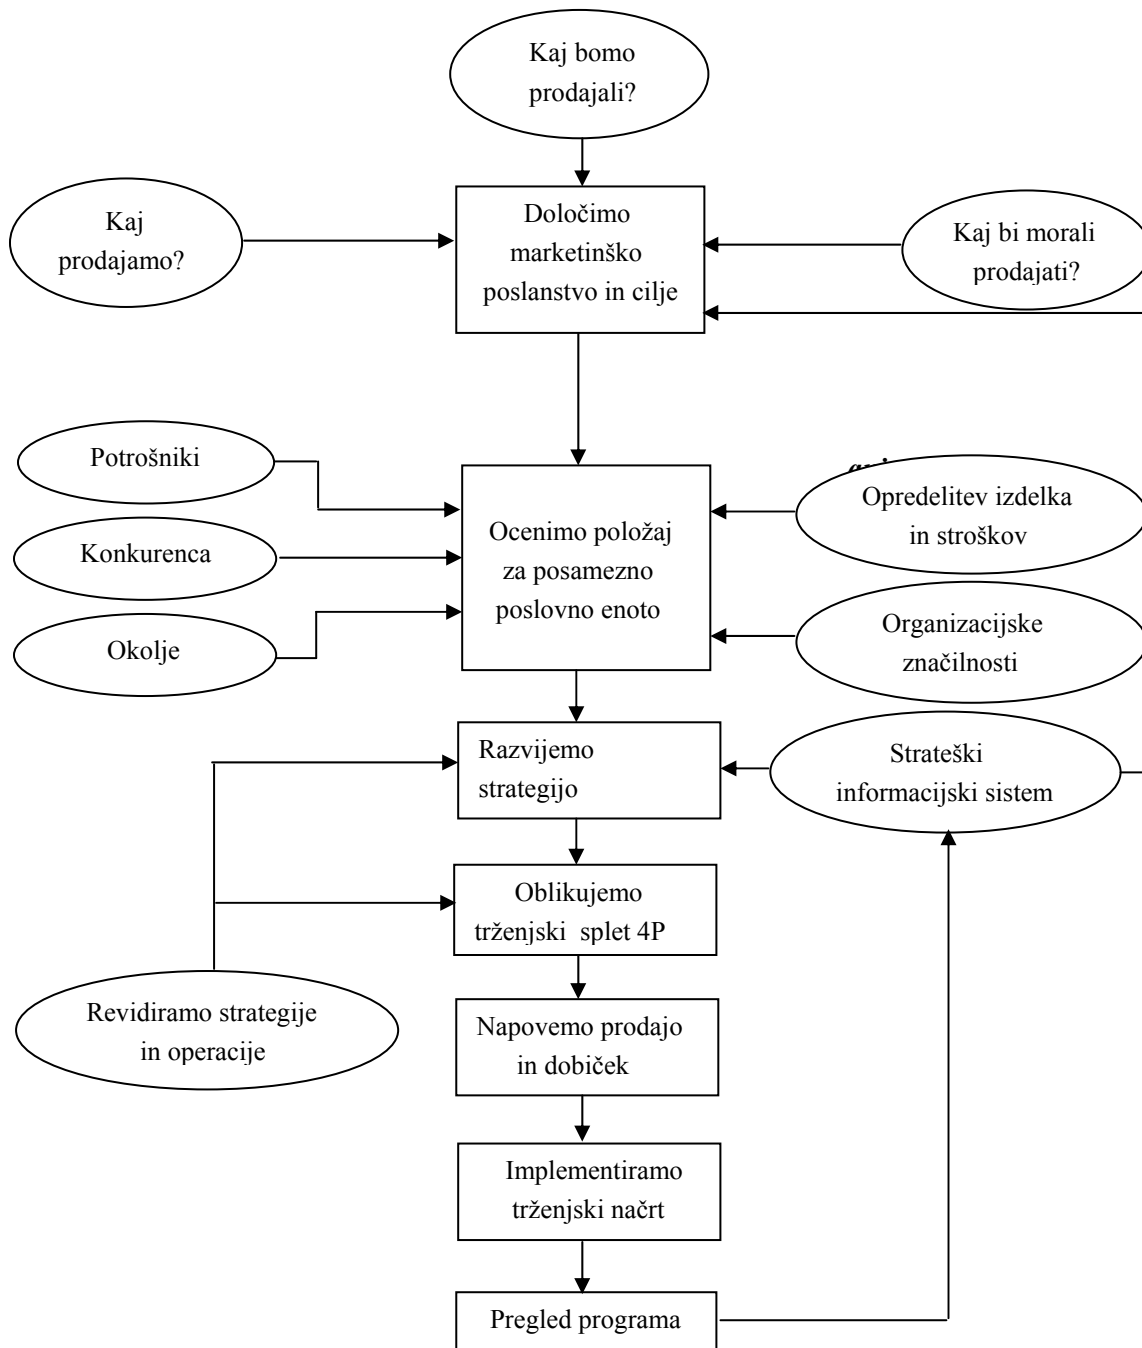 Kaj bomo
prodajali?
Kaj
prodajamo?
Določimo
marketinško
poslanstvo in cilje
Kaj bi morali
prodajati?
Potrošniki
Konkurenca
Okolje
Ocenimo položaj
za posamezno
poslovno enoto
Opredelitev izdelka
in stroškov
Organizacijske
značilnosti
Razvijemo
strategijo
Strateški
informacijski sistem
Oblikujemo
trženjski splet 4P
Revidiramo strategije
in operacije
Napovemo prodajo
in dobiček
Implementiramo
trženjski načrt
Pregled programa